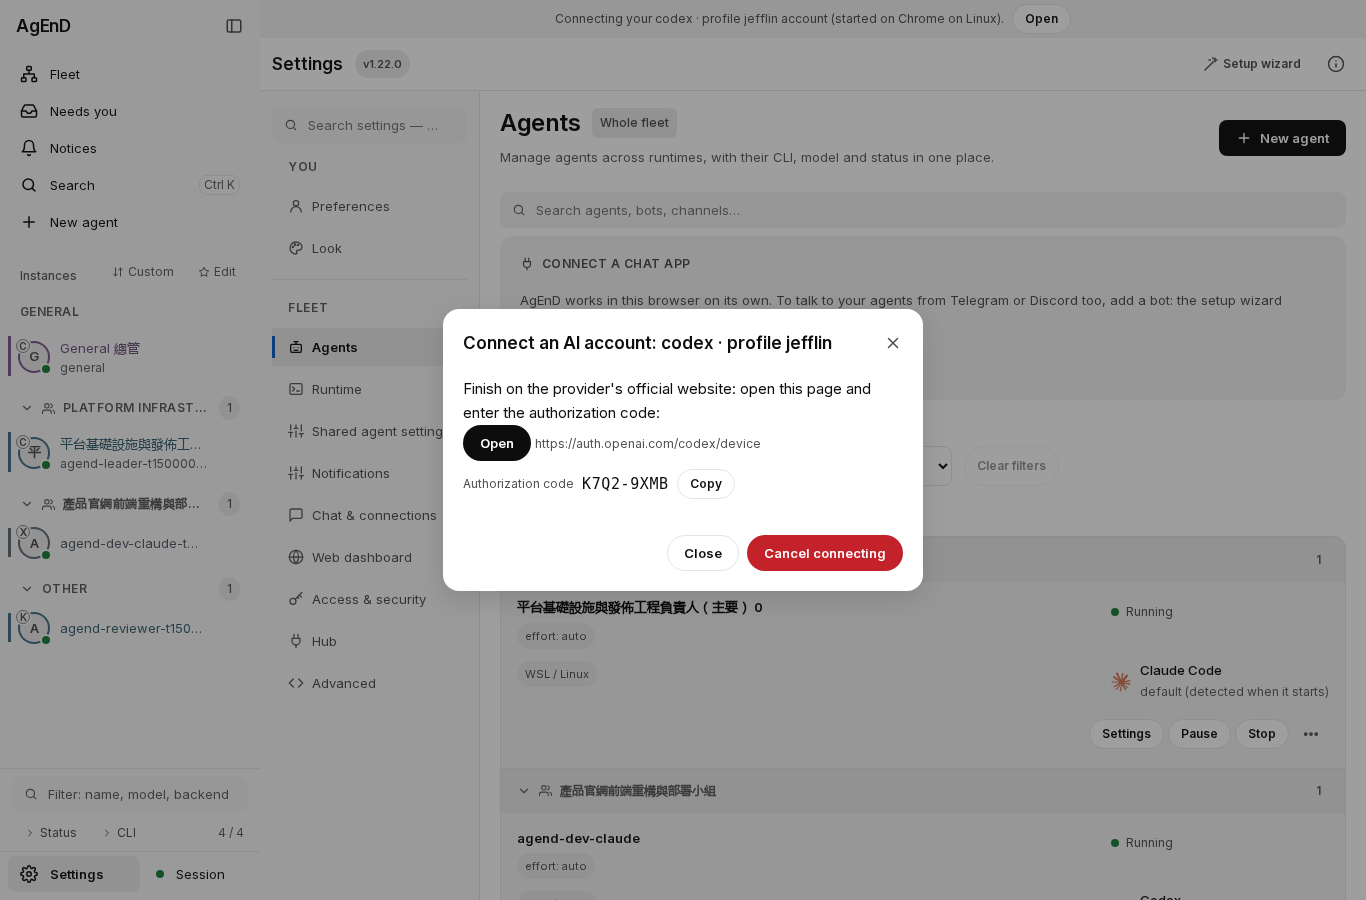 AgEnD
Fleet
Needs you
Notices
Search
Ctrl K
New agent
Instances
Custom
Edit
GENERAL
C
G
General 總管
general
PLATFORM INFRAST...
1
C
平
平台基礎設施與發佈工...
agend-leader-t150000...
產品官網前端重構與部...
1
X
A
agend-dev-claude-t...
OTHER
1
K
A
agend-reviewer-t150...
Filter: name, model, backend
Status
CLI
4 / 4
Settings
Session
Connecting your codex · profile jefflin account (started on Chrome on Linux).
Open
Settings
v1.22.0
Setup wizard
Search settings — ...
YOU
Preferences
Look
FLEET
Agents
Runtime
Shared agent setting
Notifications
Chat & connections
Web dashboard
Access & security
Hub
Advanced
Agents
Whole fleet
Manage agents across runtimes, with their CLI, model and status in one place.
New agent
Search agents, bots, channels...
CONNECT A CHAT APP
AgEnD works in this browser on its own. To talk to your agents from Telegram or Discord too, add a bot: the setup wizard
Connect an AI account: codex · profile jefflin
Finish on the provider's official website: open this page and
enter the authorization code:
Open
https://auth.openai.com/codex/device
Authorization code
K7Q2-9XMB
Copy
Close
Cancel connecting
Clear filters
1
平台基礎設施與發佈工程負責人（主要）0
effort: auto
WSL / Linux
Running
Claude Code
default (detected when it starts)
Settings
Pause
Stop
產品官網前端重構與部署小組
1
agend-dev-claude
effort: auto
Running
Codex